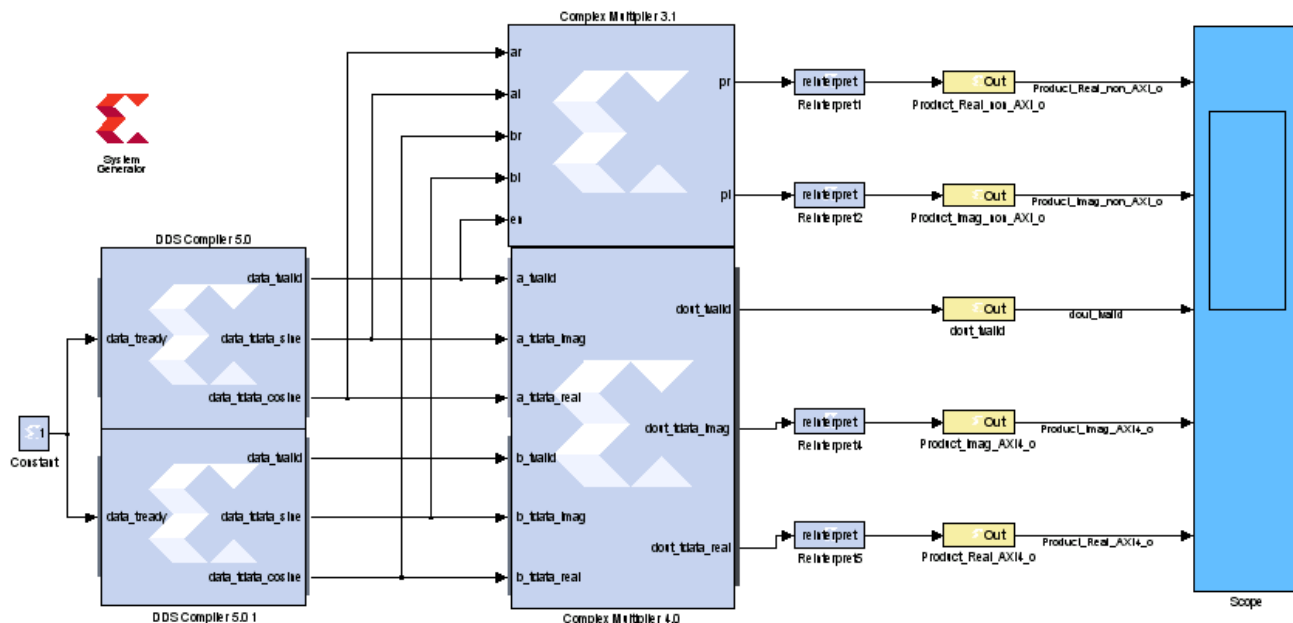 Complex Multiplier 3.1
ar
ai
br
bi
en
pr
pi
reinterpret
Reinterpret1
Out
Product_Real_non_AXI_o
Product_Real_non_AXI_o
reinterpret
Reinterpret2
Out
Product_Imag_non_AXI_o
Product_Imag_non_AXI_o
System
Generator
DDS Compiler 5.0
data_tready
data_tvalid
data_tdata_sine
data_tdata_cosine
1
Constant
data_tready
data_tvalid
data_tdata_sine
data_tdata_cosine
DDS Compiler 5.0 1
a_tvalid
a_tdata_imag
a_tdata_real
b_tvalid
b_tdata_imag
b_tdata_real
dout_tvalid
dout_tdata_imag
dout_tdata_real
Complex Multiplier 4.0
Out
dout_tvalid
dout_tvalid
reinterpret
Reinterpret4
Out
Product_Imag_AXI4_o
Product_Imag_AXI4_o
reinterpret
Reinterpret5
Out
Product_Real_AXI4_o
Product_Real_AXI4_o
Scope